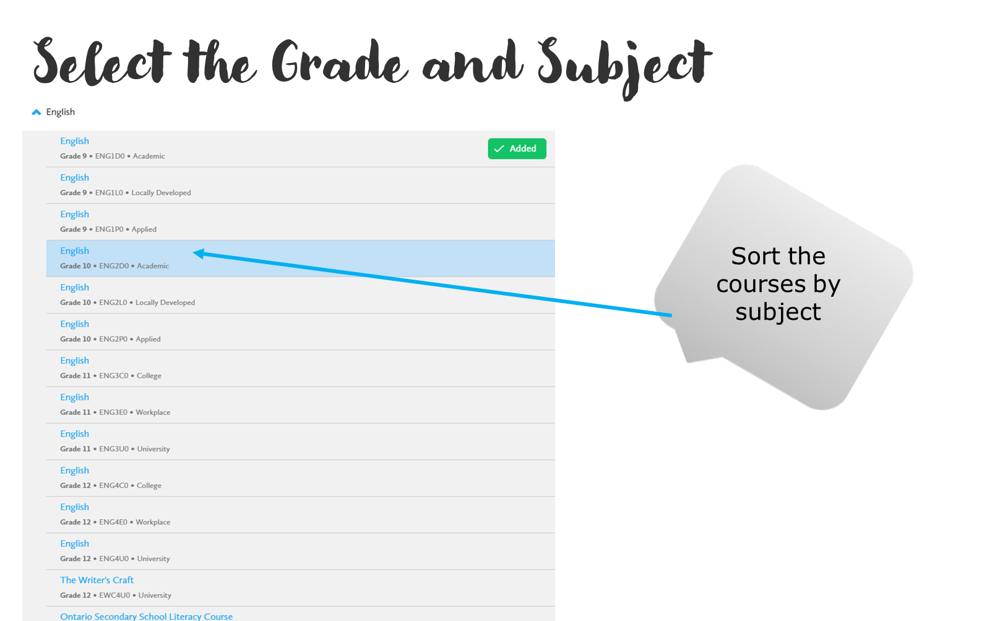 Select the Grade and Subject
English
English
Grade 9 • ENG1D0 • Academic
Added
English
Grade 9 • ENG1L0 • Locally Developed
English
Grade 9 • ENG1P0 • Applied
English
Grade 10 • ENG2D0 • Academic
English
Grade 10 • ENG2L0 • Locally Developed
English
Grade 10 • ENG2P0 • Applied
English
Grade 11 • ENG3C0 • College
English
Grade 11 • ENG3E0 • Workplace
English
Grade 11 • ENG3U0 • University
English
Grade 12 • ENG4C0 • College
English
Grade 12 • ENG4E0 • Workplace
English
Grade 12 • ENG4U0 • University
The Writer's Craft
Grade 12 • EWC4U0 • University
Ontario Secondary School Literacy Course
Sort the
courses by
subject